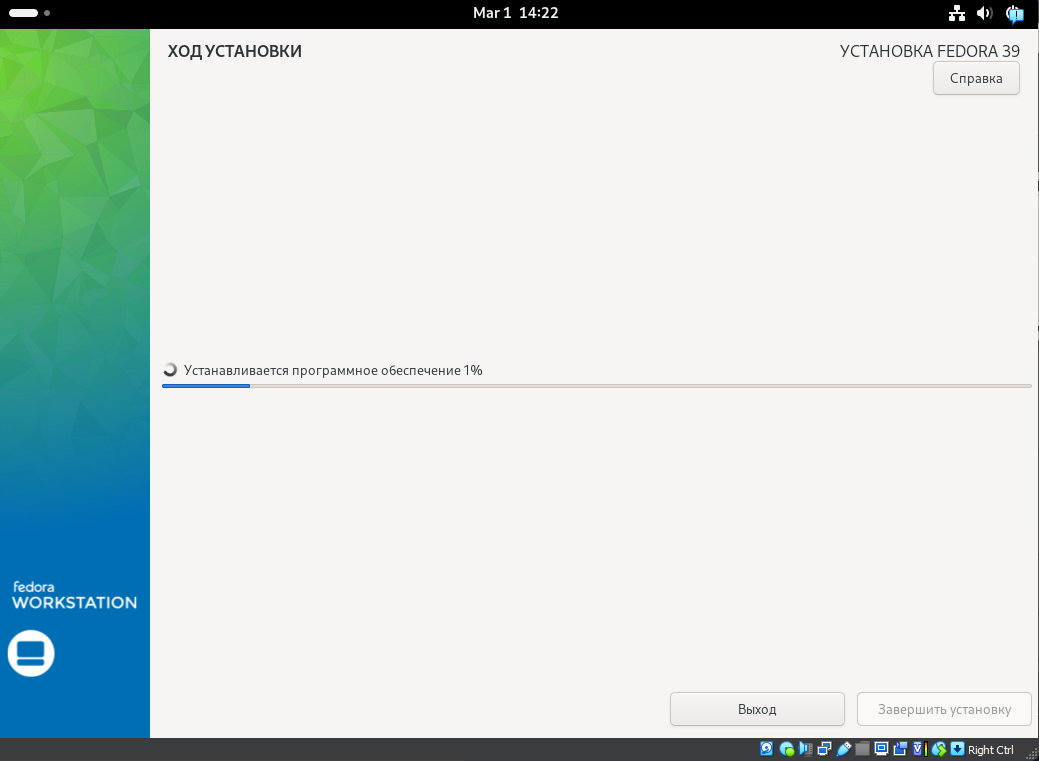 Mar 1 14:22
ХОД УСТАНОВКИ
УСТАНОВКА FEDORA 39
Справка
Устанавливается программное обеспечение 1%
fedora
WORKSTATION
Выход
Завершить установку
Right Ctrl